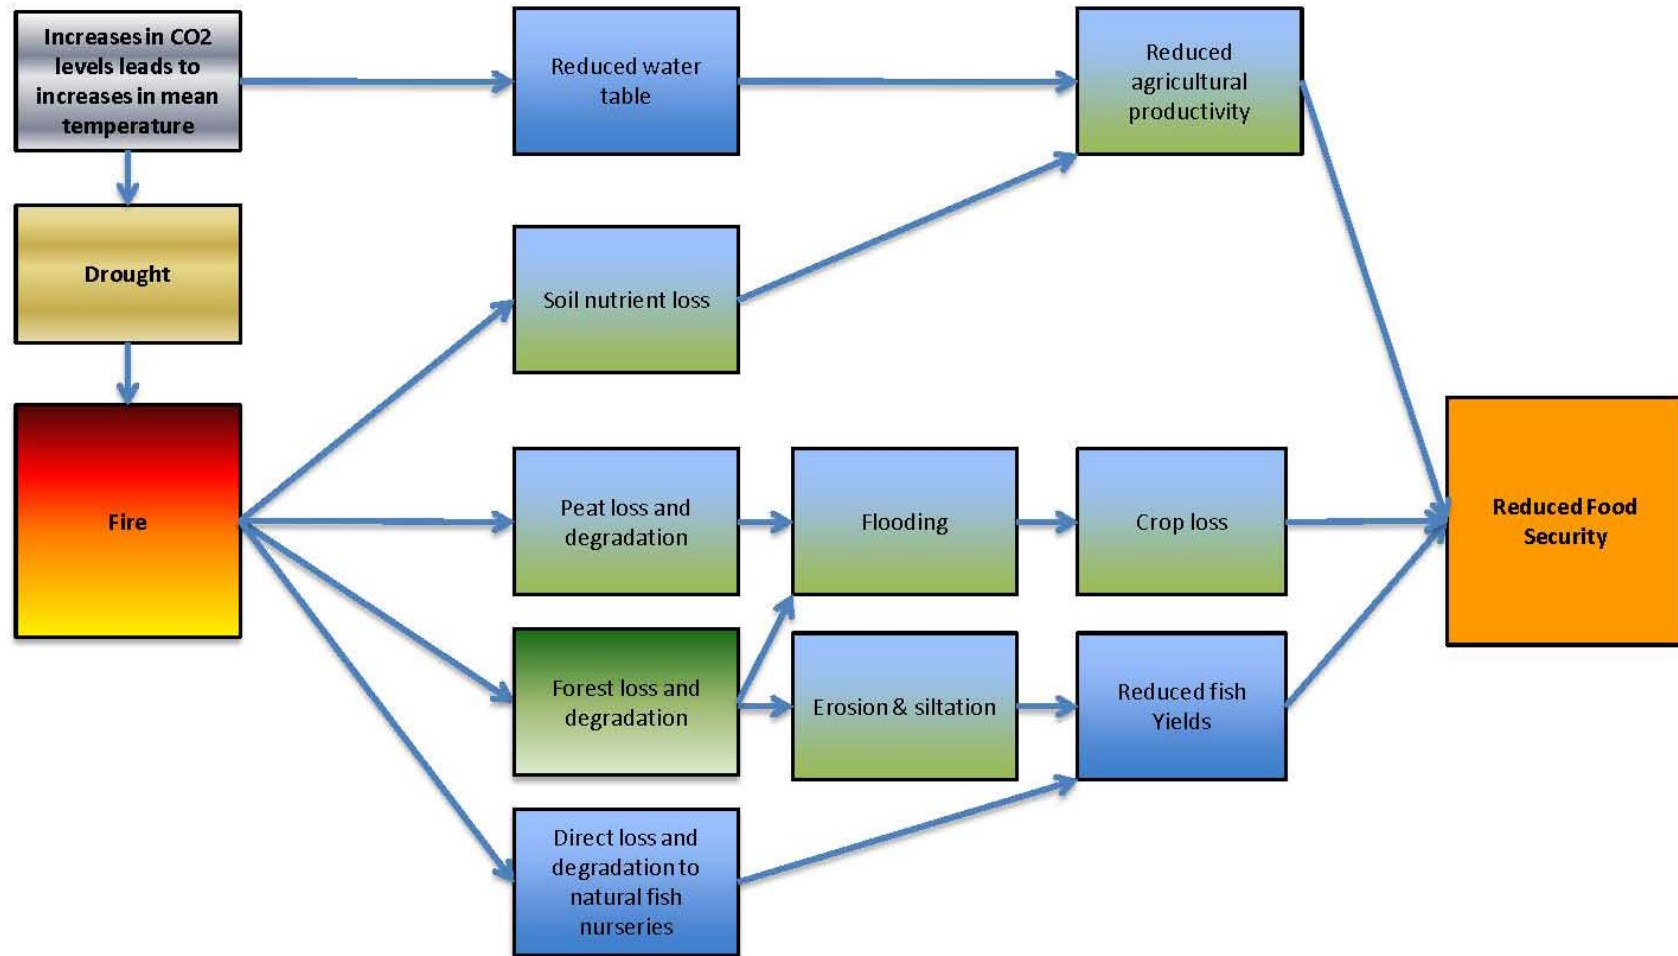 Increases in CO2
levels leads to
increases in mean
temperature
Reduced water
table
Reduced
agricultural
productivity
Drought
Soil nutrient loss
Fire
Peat loss and
degradation
Flooding
Crop loss
Reduced Food
Security
Forest loss and
degradation
Erosion & siltation
Reduced fish
Yields
Direct loss and
degradation to
natural fish
nurseries